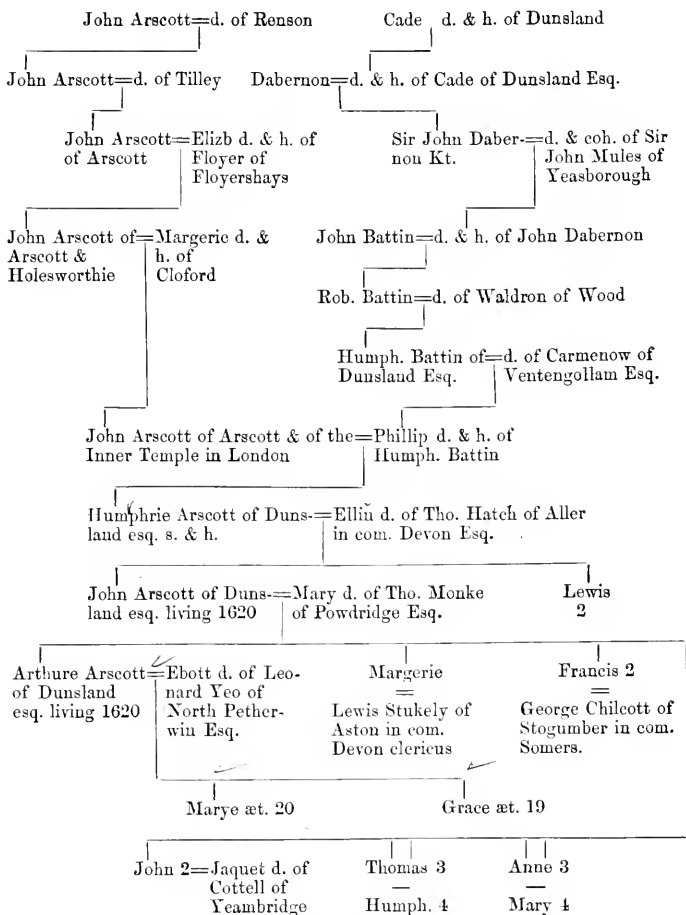 John Arscott=d. of Renson Cade d. & h. of Dunsland
John Arscott=d. of Tilley Dabernon=d. & h. of Cade of Dunsland Esq.
John Arscott=Elizb d. & h. of Sir John Daber-=d. & coh. of Sir
of Arscott Floyer of nou Kt. John Mules of
Floyershays Yeasborough
John Arscott of=Margerie d. & John Battin=d. & h. of John Dabernon
Arscott & h. of
Holesworthie Cloford
Rob. Battin=d. of Waldron of Wood
Humph. Battin of=d. of Carmenow of
Dunsland Esq. Ventengollam Esq.
John Arscott of Arscott & of the=Phillip d. & h. of
Inner Temple in London Humph. Battin
Humphrie Arscott of Duns-=Ellin d. of Tho. Hatch of Aller
land esq. s. & h. in com. Devon Esq.
John Arscott of Duns-=Mary d. of Tho. Monke Lewis
land esq. living 1620 of Powdridge Esq. 2
Arthure Arscott=Ebott d. of Leo- Margerie Francis 2
of Dunsland nard Yeo of = =
esq. living 1620 North Pether- Lewis Stukely of George Chilcott of
win Esq. Aston in com. Stogumber in com.
Devon clericus Somers.
Marye æt. 20 Grace æt. 19
John 2=Jaquet d. of Thomas 3 Anne 3
Cottell of — —
Yeambridge Humph. 4 Mary 4